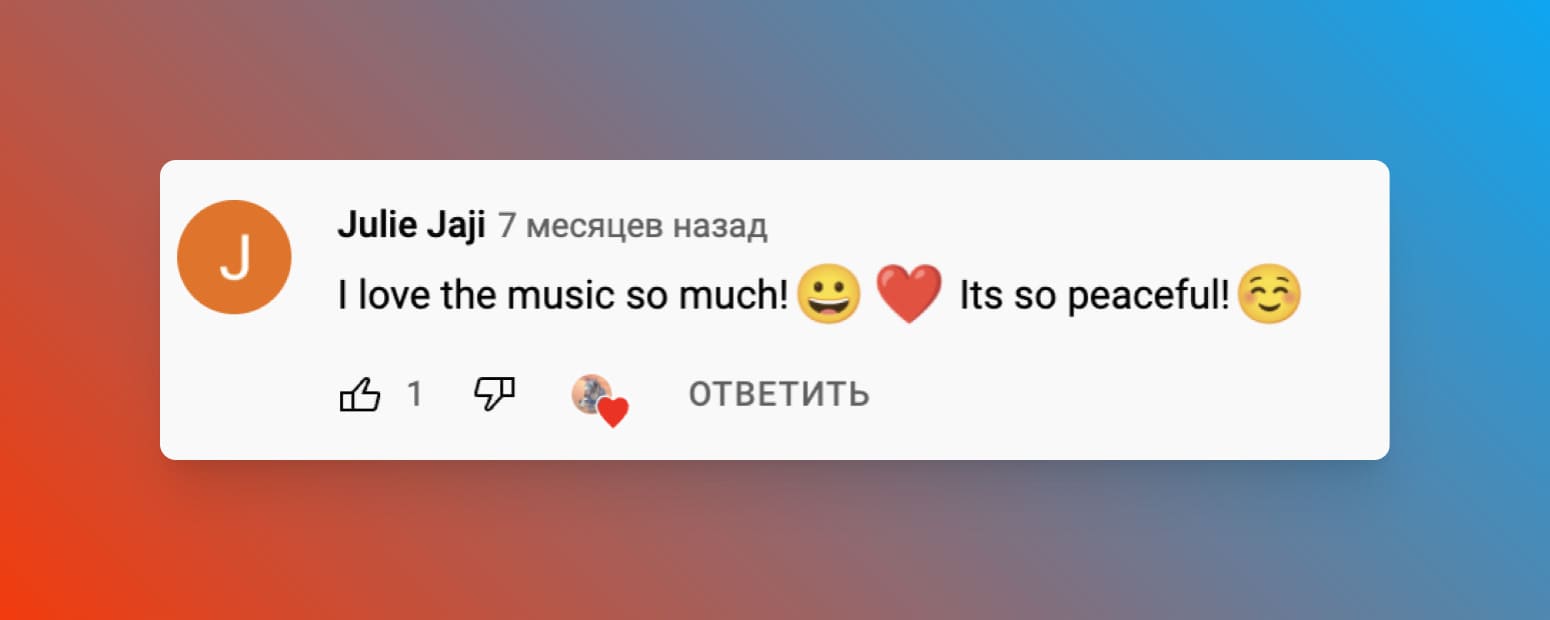 J
Julie Jaji 7 месяцев назад
I love the music so much!😀 ❤️ Its so peaceful!☺️
1 ОТВЕТИТЬ